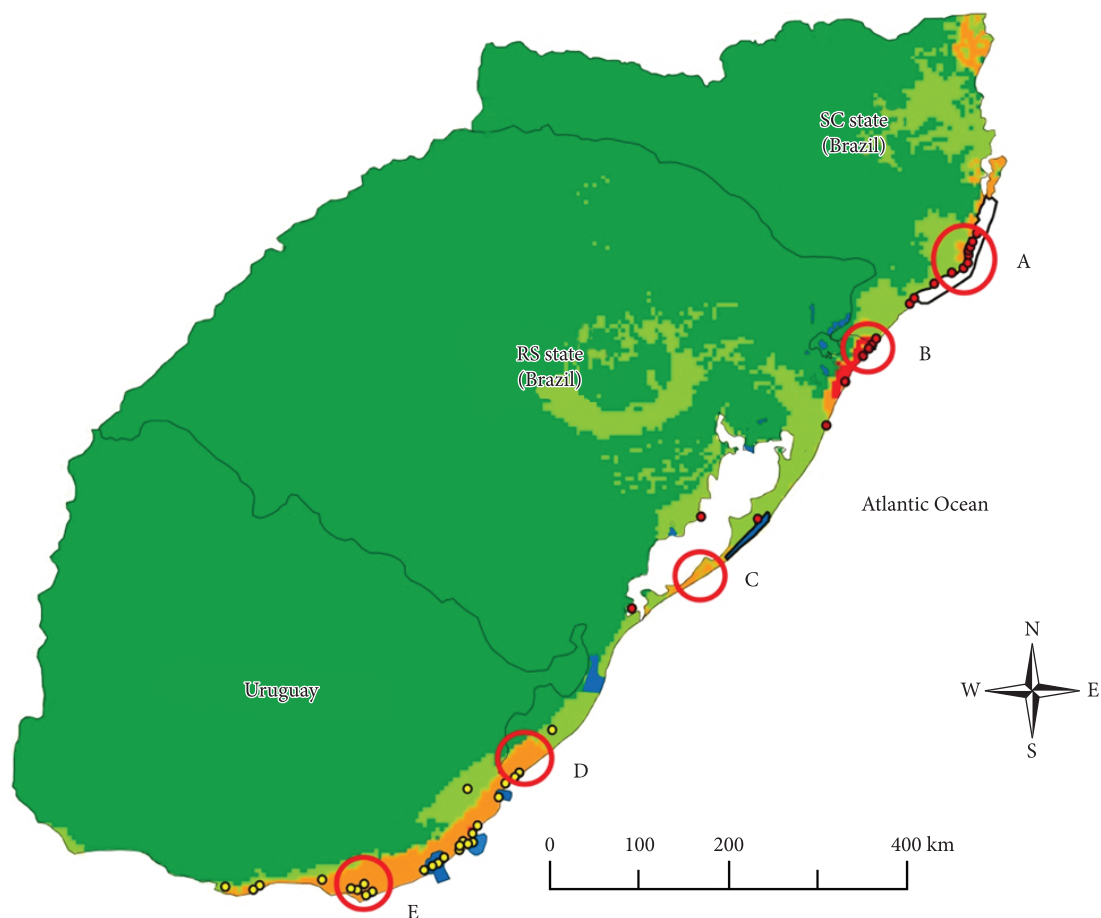 SC state
(Brazil)
A
RS state
(Brazil)
B
Atlantic Ocean
C
N
W E
S
Uruguay
D
0 100 200 400 km
E